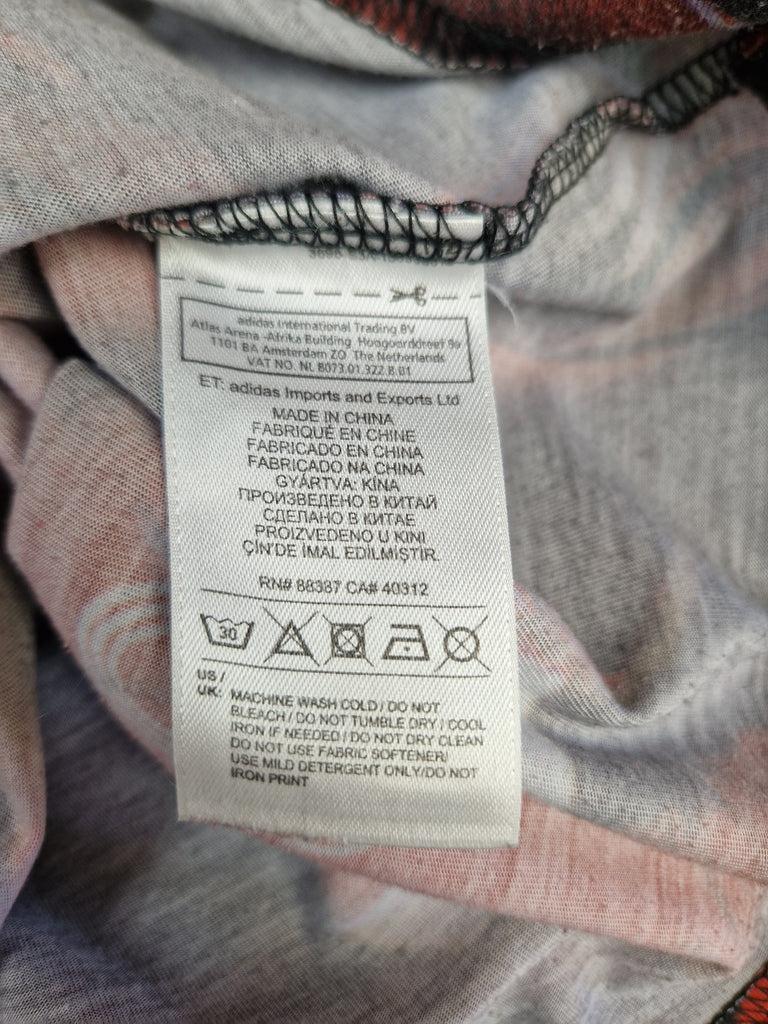 adidas International Trading BV
Atlas Arena -Afrika Building Hoogoorddreef 9a
1101 BA Amsterdam ZO The Netherlands
VAT NO. NL 8073.01.322.B.01
ET: adidas Imports and Exports Ltd
MADE IN CHINA
FABRIQUÉ EN CHINE
FABRICADO EN CHINA
FABRICADO NA CHINA
GYÁRTVA: KÍNA
ПРОИЗВЕДЕНО В КИТАЙ
СДЕЛАНО В КИТАЕ
PROIZVEDENO U KINI
ÇİN'DE İMAL EDİLMİŞTİR.
RN# 88387 CA# 40312
30
US /
UK: MACHINE WASH COLD / DO NOT
BLEACH / DO NOT TUMBLE DRY / COOL
IRON IF NEEDED / DO NOT DRY CLEAN
DO NOT USE FABRIC SOFTENER/
USE MILD DETERGENT ONLY/DO NOT
IRON PRINT